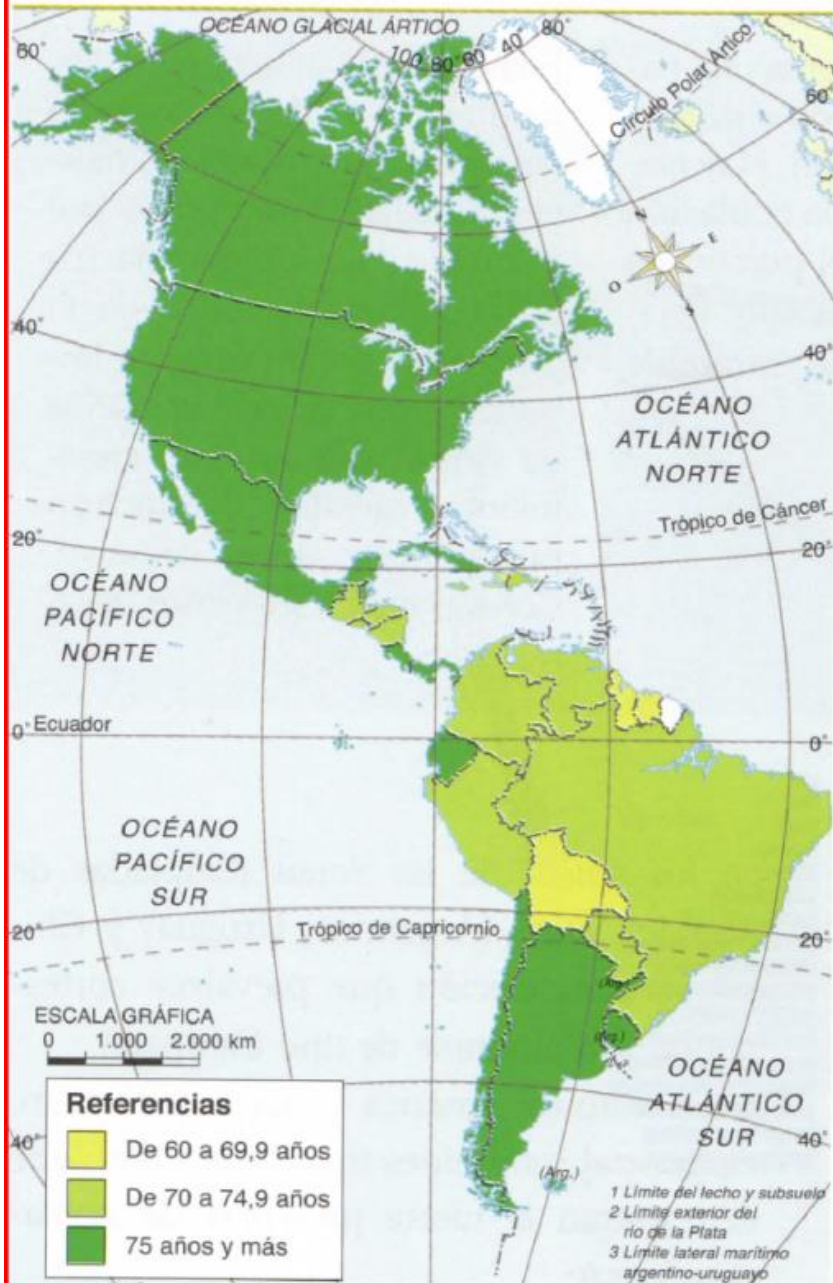 OCÉANO GLACIAL ÁRTICO
60°
100
80
60
40°
80°
Círculo Polar Ártico
60
N
E
O
S
40°
40°
OCÉANO
ATLÁNTICO
NORTE
Trópico de Cáncer
20°
20°
OCÉANO
PACÍFICO
NORTE
0°
Ecuador
0°
OCÉANO
PACÍFICO
SUR
Trópico de Capricornio
20°
20°
(Arg.)
(Arg.)
ESCALA GRÁFICA
0 1.000 2.000 km
OCÉANO
ATLÁNTICO
SUR
Referencias
De 60 a 69,9 años
De 70 a 74,9 años
75 años y más
40°
40°
(Arg.)
1 Límite del lecho y subsuelo
2 Límite exterior del
río de la Plata
3 Límite lateral marítimo
argentino-uruguayo